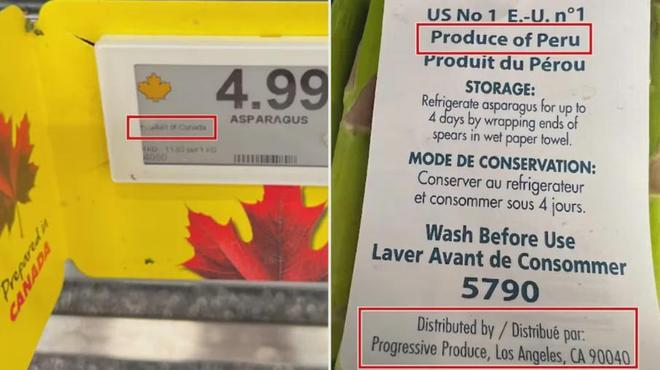 4.99
ASPARAGUS
Product of Canada
Prepared in
CANADA
US No 1 E.-U. n°1
Produce of Peru
Produit du Pérou
STORAGE:
Refrigerate asparagus for up to
4 days by wrapping ends of
spears in wet paper towel.
MODE DE CONSERVATION:
Conserver au refrigerateur
et consommer sous 4 jours.
Wash Before Use
Laver Avant de Consommer
5790
Distributed by / Distribué par:
Progressive Produce, Los Angeles, CA 90040